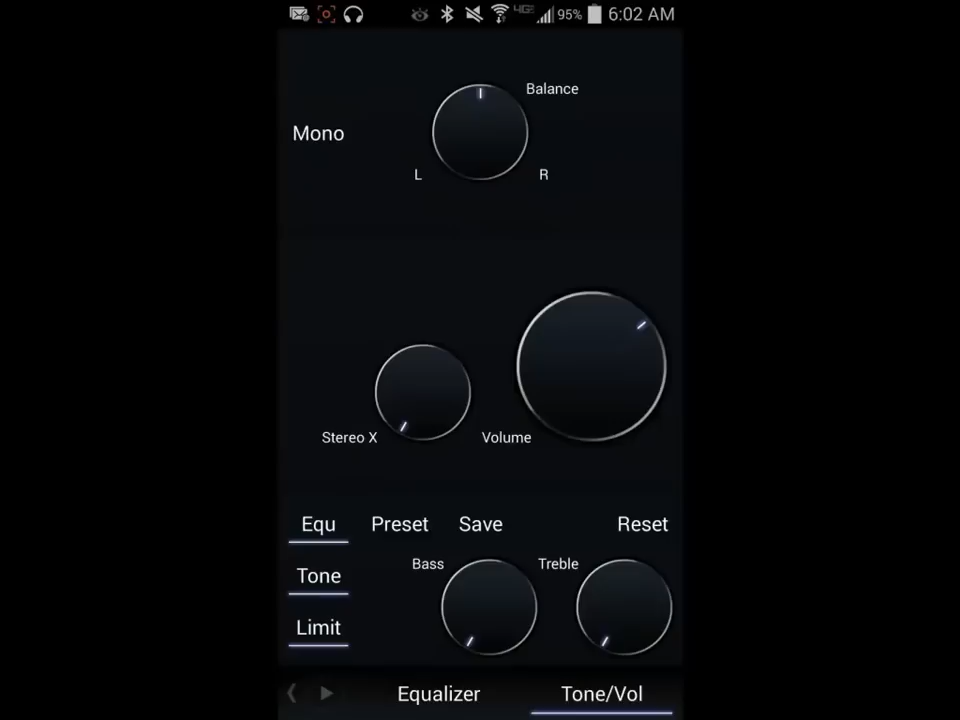 4GE 95% 6:02 AM
Balance
Mono
L R
Stereo X Volume
Equ Preset Save Reset
Bass Treble
Tone
Limit
Equalizer Tone/Vol